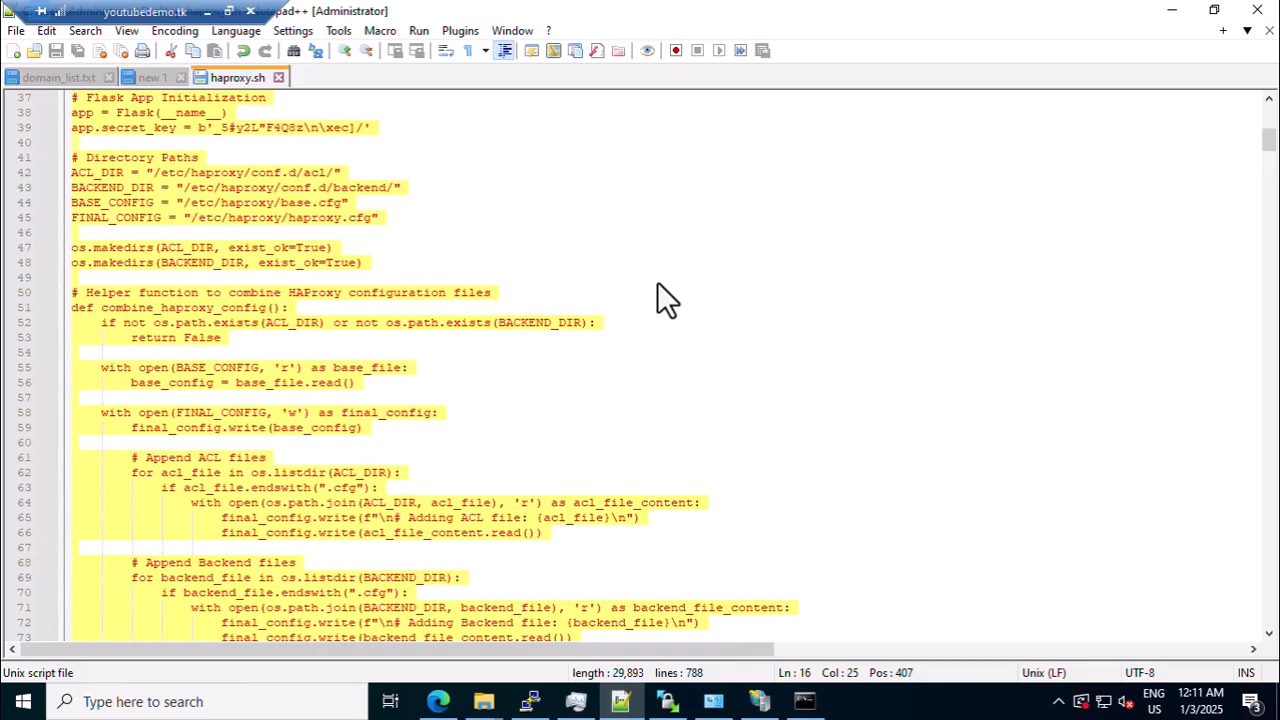 youtubedemo.tk
Notepad++ [Administrator]
File Edit Search View Encoding Language Settings Tools Macro Run Plugins Window ?
domain_list.txt new 1 haproxy.sh
37 # Flask App Initialization
38 app = Flask(__name__)
39 app.secret_key = b'_5#y2L"F4Q8z\n\xec]/'
40
41 # Directory Paths
42 ACL_DIR = "/etc/haproxy/conf.d/acl/"
43 BACKEND_DIR = "/etc/haproxy/conf.d/backend/"
44 BASE_CONFIG = "/etc/haproxy/base.cfg"
45 FINAL_CONFIG = "/etc/haproxy/haproxy.cfg"
46
47 os.makedirs(ACL_DIR, exist_ok=True)
48 os.makedirs(BACKEND_DIR, exist_ok=True)
49
50 # Helper function to combine HAProxy configuration files
51 def combine_haproxy_config():
52 if not os.path.exists(ACL_DIR) or not os.path.exists(BACKEND_DIR):
53 return False
54
55 with open(BASE_CONFIG, 'r') as base_file:
56 base_config = base_file.read()
57
58 with open(FINAL_CONFIG, 'w') as final_config:
59 final_config.write(base_config)
60
61 # Append ACL files
62 for acl_file in os.listdir(ACL_DIR):
63 if acl_file.endswith(".cfg"):
64 with open(os.path.join(ACL_DIR, acl_file), 'r') as acl_file_content:
65 final_config.write(f"\n# Adding ACL file: {acl_file}\n")
66 final_config.write(acl_file_content.read())
67
68 # Append Backend files
69 for backend_file in os.listdir(BACKEND_DIR):
70 if backend_file.endswith(".cfg"):
71 with open(os.path.join(BACKEND_DIR, backend_file), 'r') as backend_file_content:
72 final_config.write(f"\n# Adding Backend file: {backend_file}\n")
73 final_config.write(backend_file_content.read())
Unix script file length : 29,893 lines : 788 Ln : 16 Col : 25 Pos : 407 Unix (LF) UTF-8 INS
Type here to search
ENG 12:11 AM
US 1/3/2025
3